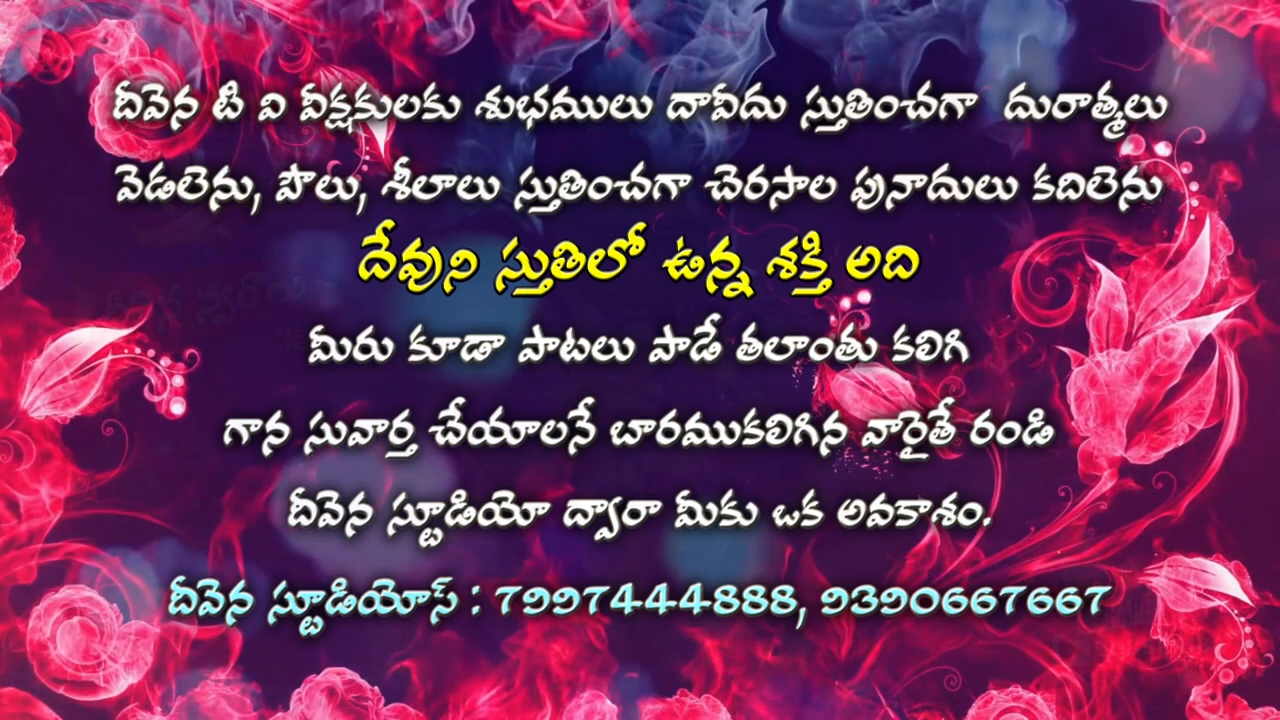 దీవెన టి వి వీక్షకులకు శుభములు దావీదు స్తుతించగా దురాత్మలు
వెడలెను, పౌలు, శీలాలు స్తుతించగా చెరసాల పునాదులు కదిలెను
దేవుని స్తుతిలో ఉన్న శక్తి అది
మీరు కూడా పాటలు పాడే తలాంతు కలిగి
గాన సువార్త చేయాలనే బారముకలిగిన వారైతే రండి
దీవెన స్టూడియో ద్వారా మీకు ఒక అవకాశం.
దీవెన స్టూడియోస్ : 7997444888, 9390667667